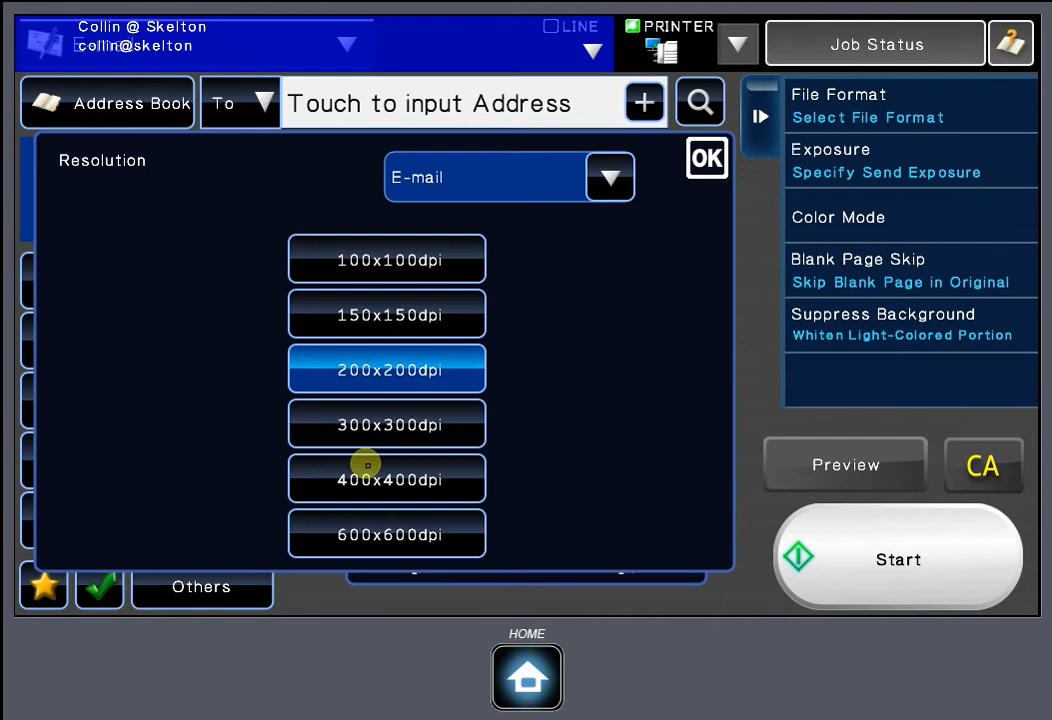 Collin @ Skelton
collin@skelton
LINE
PRINTER
Job Status
Address Book
To
Touch to input Address
Resolution
E-mail
OK
100x100dpi
150x150dpi
200x200dpi
300x300dpi
400x400dpi
600x600dpi
File Format
Select File Format
Exposure
Specify Send Exposure
Color Mode
Blank Page Skip
Skip Blank Page in Original
Suppress Background
Whiten Light-Colored Portion
Preview
CA
Start
Others
HOME